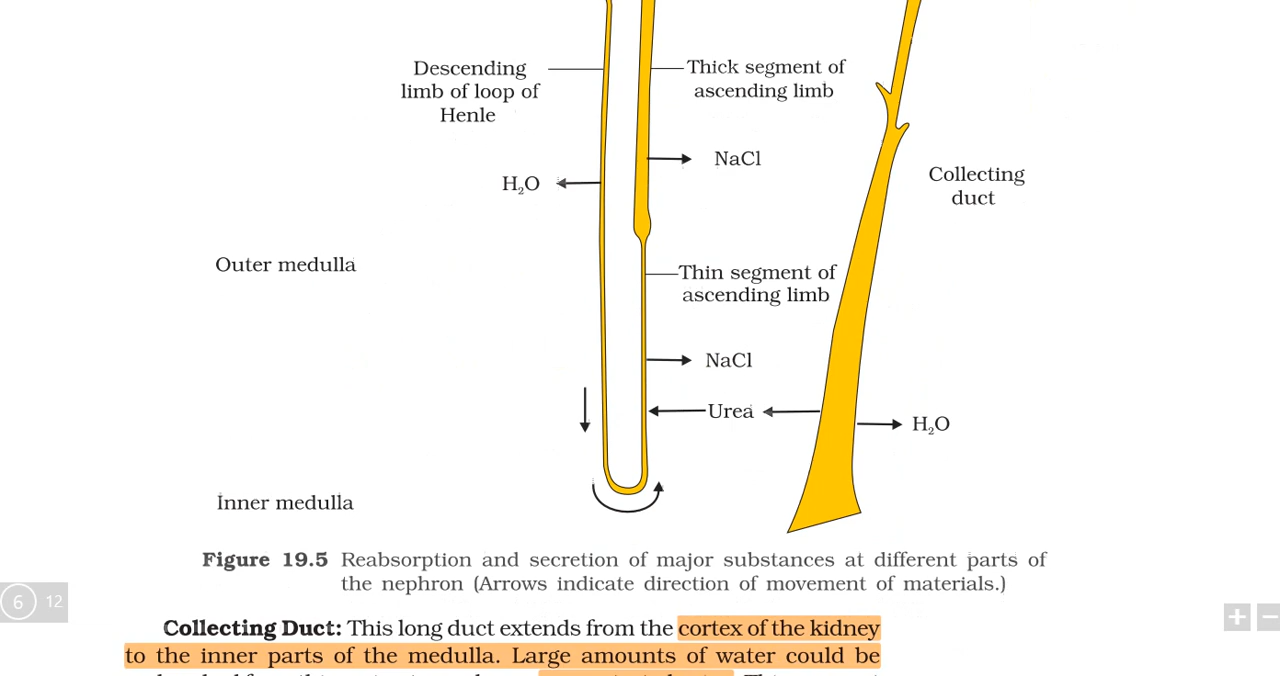 Descending
limb of loop of
Henle
Thick segment of
ascending limb
NaCl
H₂O
Collecting
duct
Outer medulla
Thin segment of
ascending limb
NaCl
Urea
H₂O
Inner medulla
Figure 19.5 Reabsorption and secretion of major substances at different parts of
the nephron (Arrows indicate direction of movement of materials.)
6 12
Collecting Duct: This long duct extends from the cortex of the kidney
to the inner parts of the medulla. Large amounts of water could be